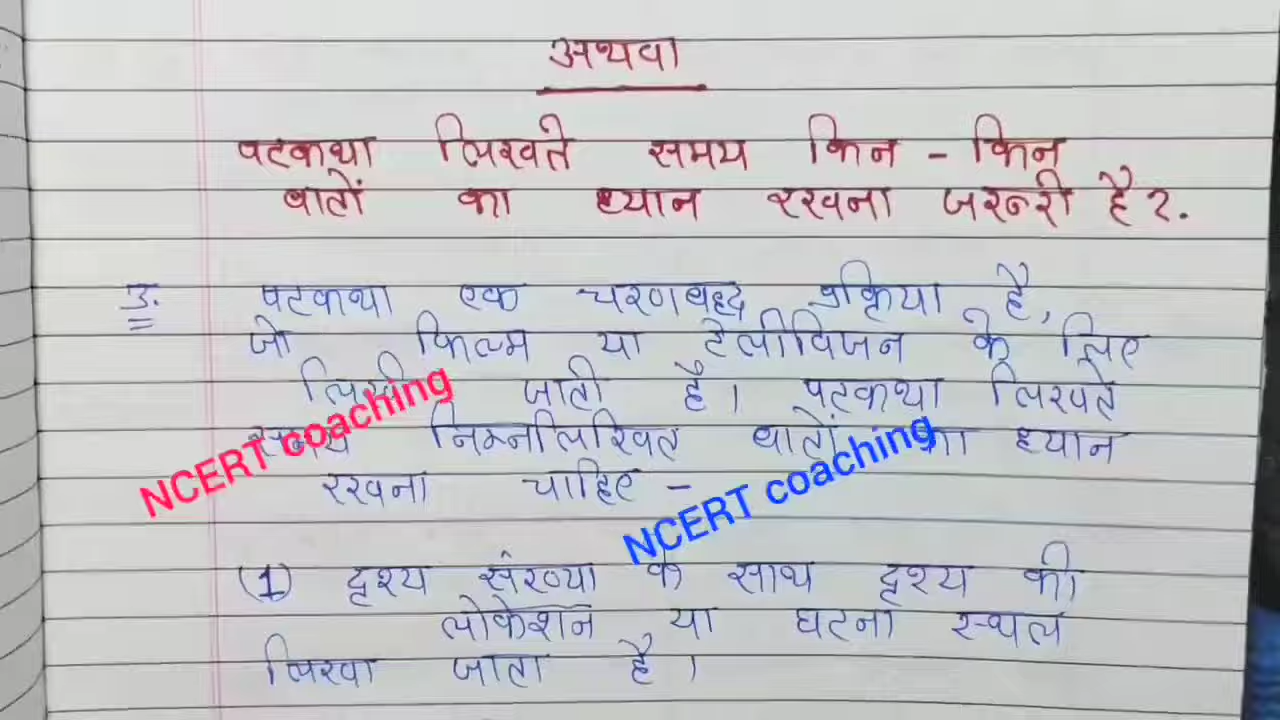 अथवा
पटकथा लिखते समय किन - किन
बातों का ध्यान रखना जरूरी है ?.
उ. पटकथा एक चरणबद्ध प्रक्रिया है,
जो फिल्म या टेलीविजन के लिए
लिखी जाती है। पटकथा लिखते
समय निम्नलिखित बातों का ध्यान
रखना चाहिए -
NCERT coaching
NCERT coaching
(1) दृश्य संख्या के साथ दृश्य की
लोकेशन या घटना स्थल
लिखा जाता है।